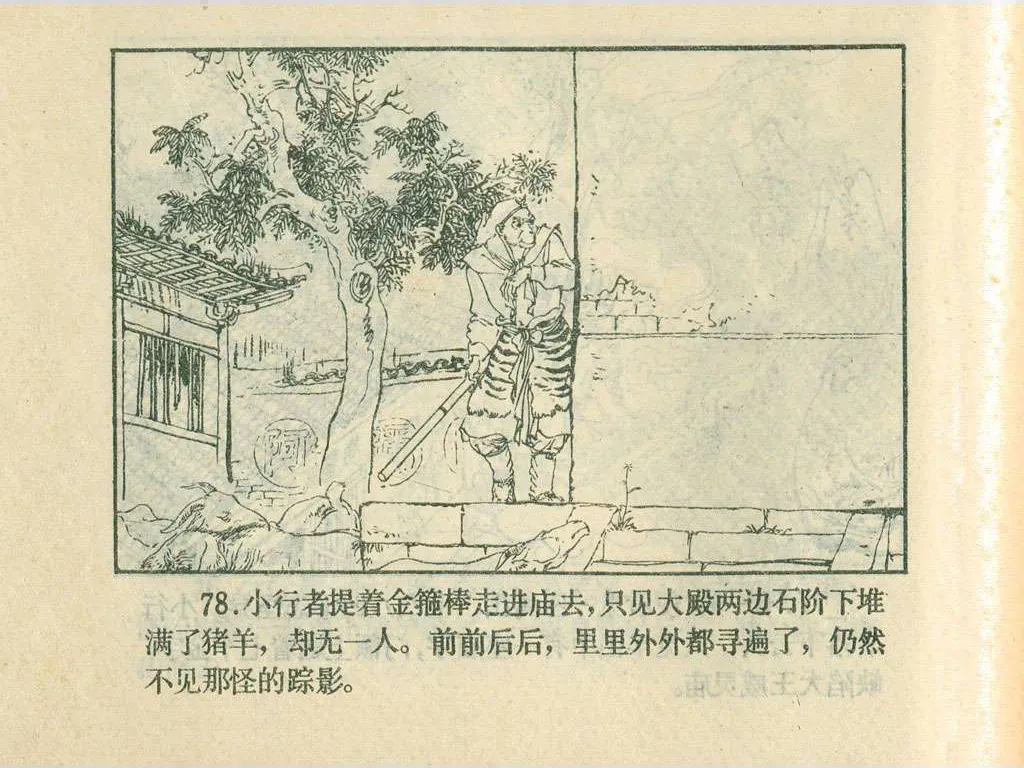 阿
弥
78.小行者提着金箍棒走进庙去，只见大殿两边石阶下堆
满了猪羊，却无一人。前前后后，里里外外都寻遍了，仍然
不见那怪的踪影。